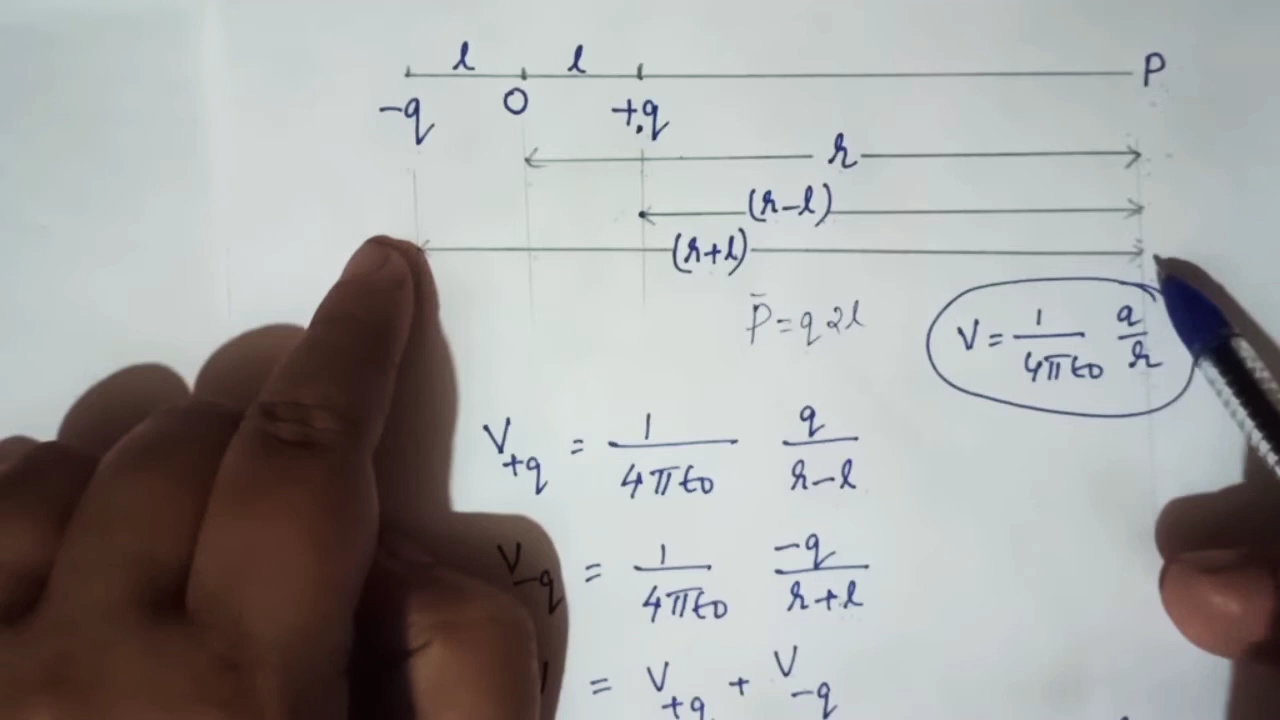 l l
-q O +q P
r
(r-l)
(r+l)
P̄ = q 2l
V = 1/4πε0 q/r
V+q = 1/4πε0 q/r-l
V-q = 1/4πε0 -q/r+l
= V+q + V-q